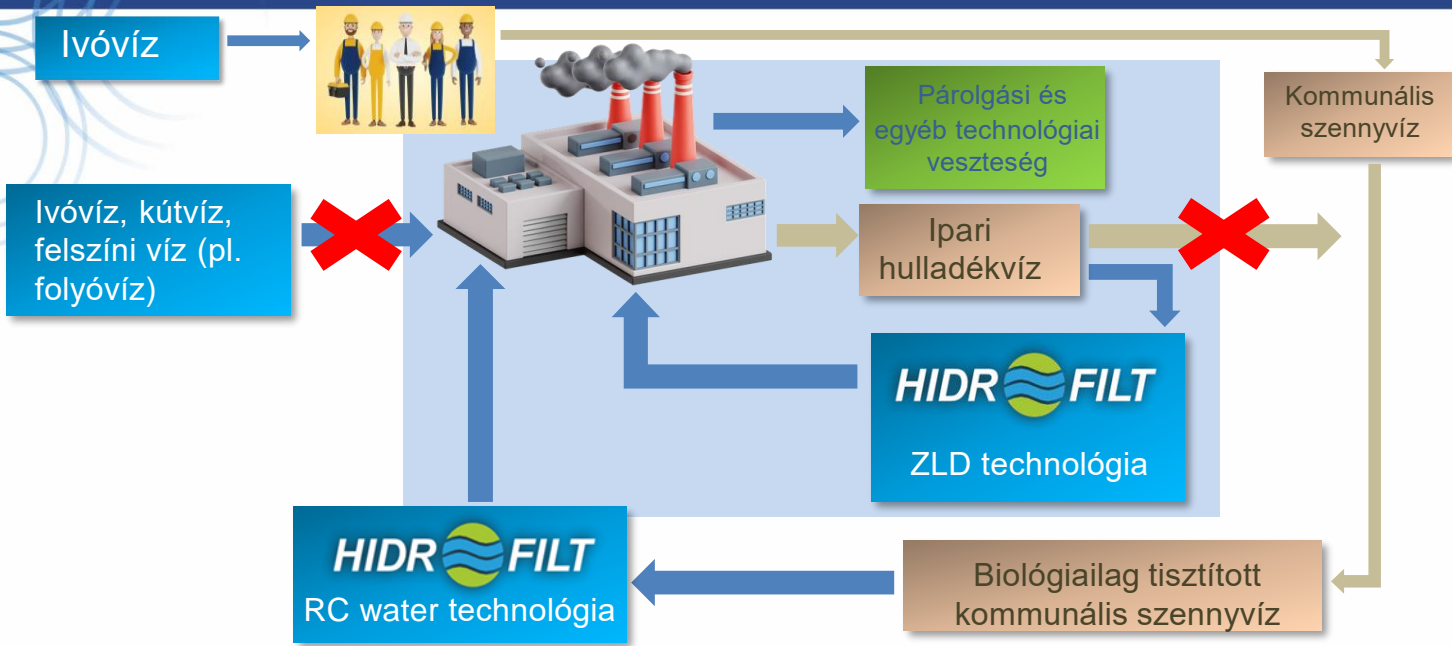 Ivóvíz
Párolgási és
egyéb technológiai
veszteség
Kommunális
szennyvíz
Ivóvíz, kútvíz,
felszíni víz (pl.
folyóvíz)
Ipari
hulladékvíz
HIDROFILT
ZLD technológia
HIDROFILT
RC water technológia
Biológiailag tisztított
kommunális szennyvíz